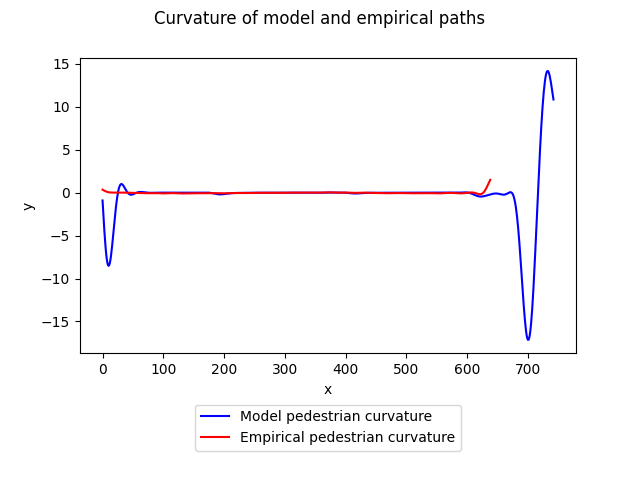 Curvature of model and empirical paths
15
10
5
0
−5
−10
−15
y
0 100 200 300 400 500 600 700
x
Model pedestrian curvature
Empirical pedestrian curvature